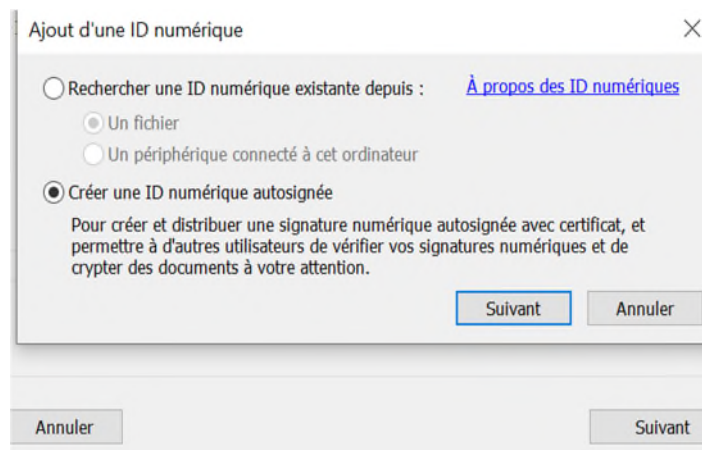 Ajout d'une ID numérique
Rechercher une ID numérique existante depuis : À propos des ID numériques
Un fichier
Un périphérique connecté à cet ordinateur
Créer une ID numérique autosignée
Pour créer et distribuer une signature numérique autosignée avec certificat, et
permettre à d'autres utilisateurs de vérifier vos signatures numériques et de
crypter des documents à votre attention.
Suivant Annuler
Annuler Suivant